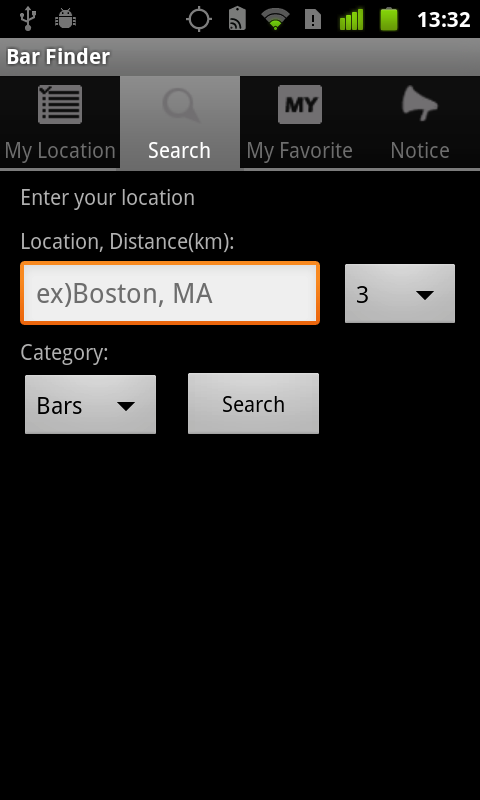 13:32
Bar Finder
MY
My Location Search My Favorite Notice
Enter your location
Location, Distance(km):
ex)Boston, MA 3
Category:
Bars Search